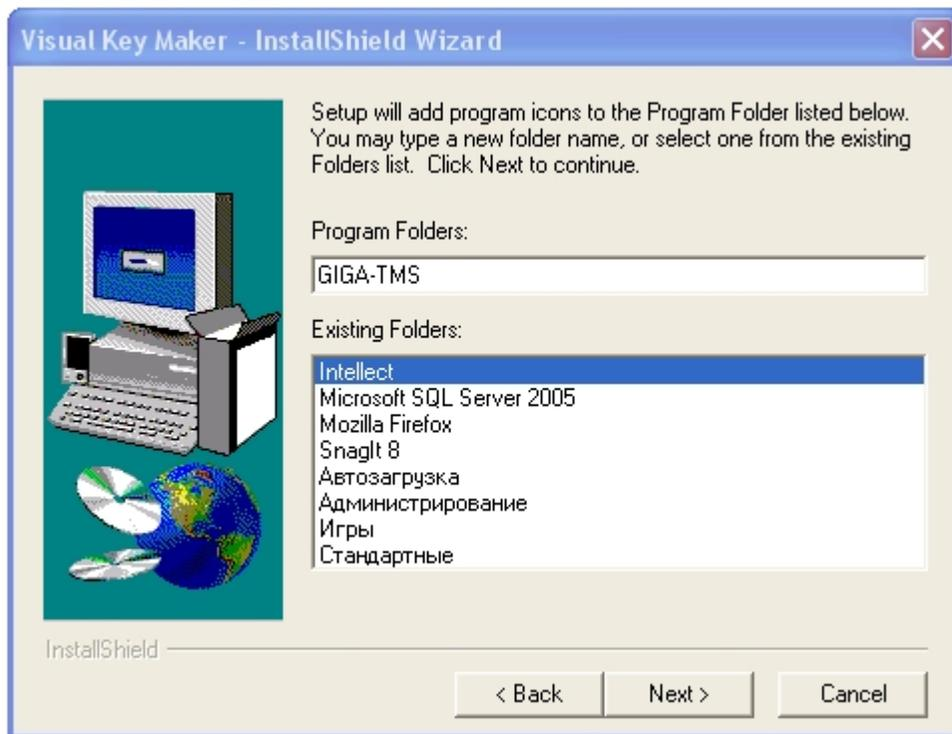 Visual Key Maker - InstallShield Wizard
Setup will add program icons to the Program Folder listed below.
You may type a new folder name, or select one from the existing
Folders list.  Click Next to continue.
Program Folders:
GIGA-TMS
Existing Folders:
Intellect
Microsoft SQL Server 2005
Mozilla Firefox
SnagIt 8
Автозагрузка
Администрирование
Игры
Стандартные
InstallShield
< Back
Next >
Cancel